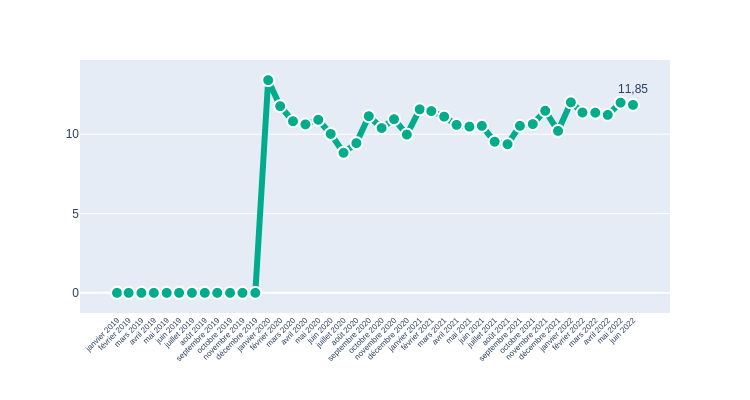 11,85
10
5
0
janvier 2019
février 2019
mars 2019
avril 2019
mai 2019
juin 2019
juillet 2019
août 2019
septembre 2019
octobre 2019
novembre 2019
décembre 2019
janvier 2020
février 2020
mars 2020
avril 2020
mai 2020
juin 2020
juillet 2020
août 2020
septembre 2020
octobre 2020
novembre 2020
décembre 2020
janvier 2021
février 2021
mars 2021
avril 2021
mai 2021
juin 2021
juillet 2021
août 2021
septembre 2021
octobre 2021
novembre 2021
décembre 2021
janvier 2022
février 2022
mars 2022
avril 2022
mai 2022
juin 2022